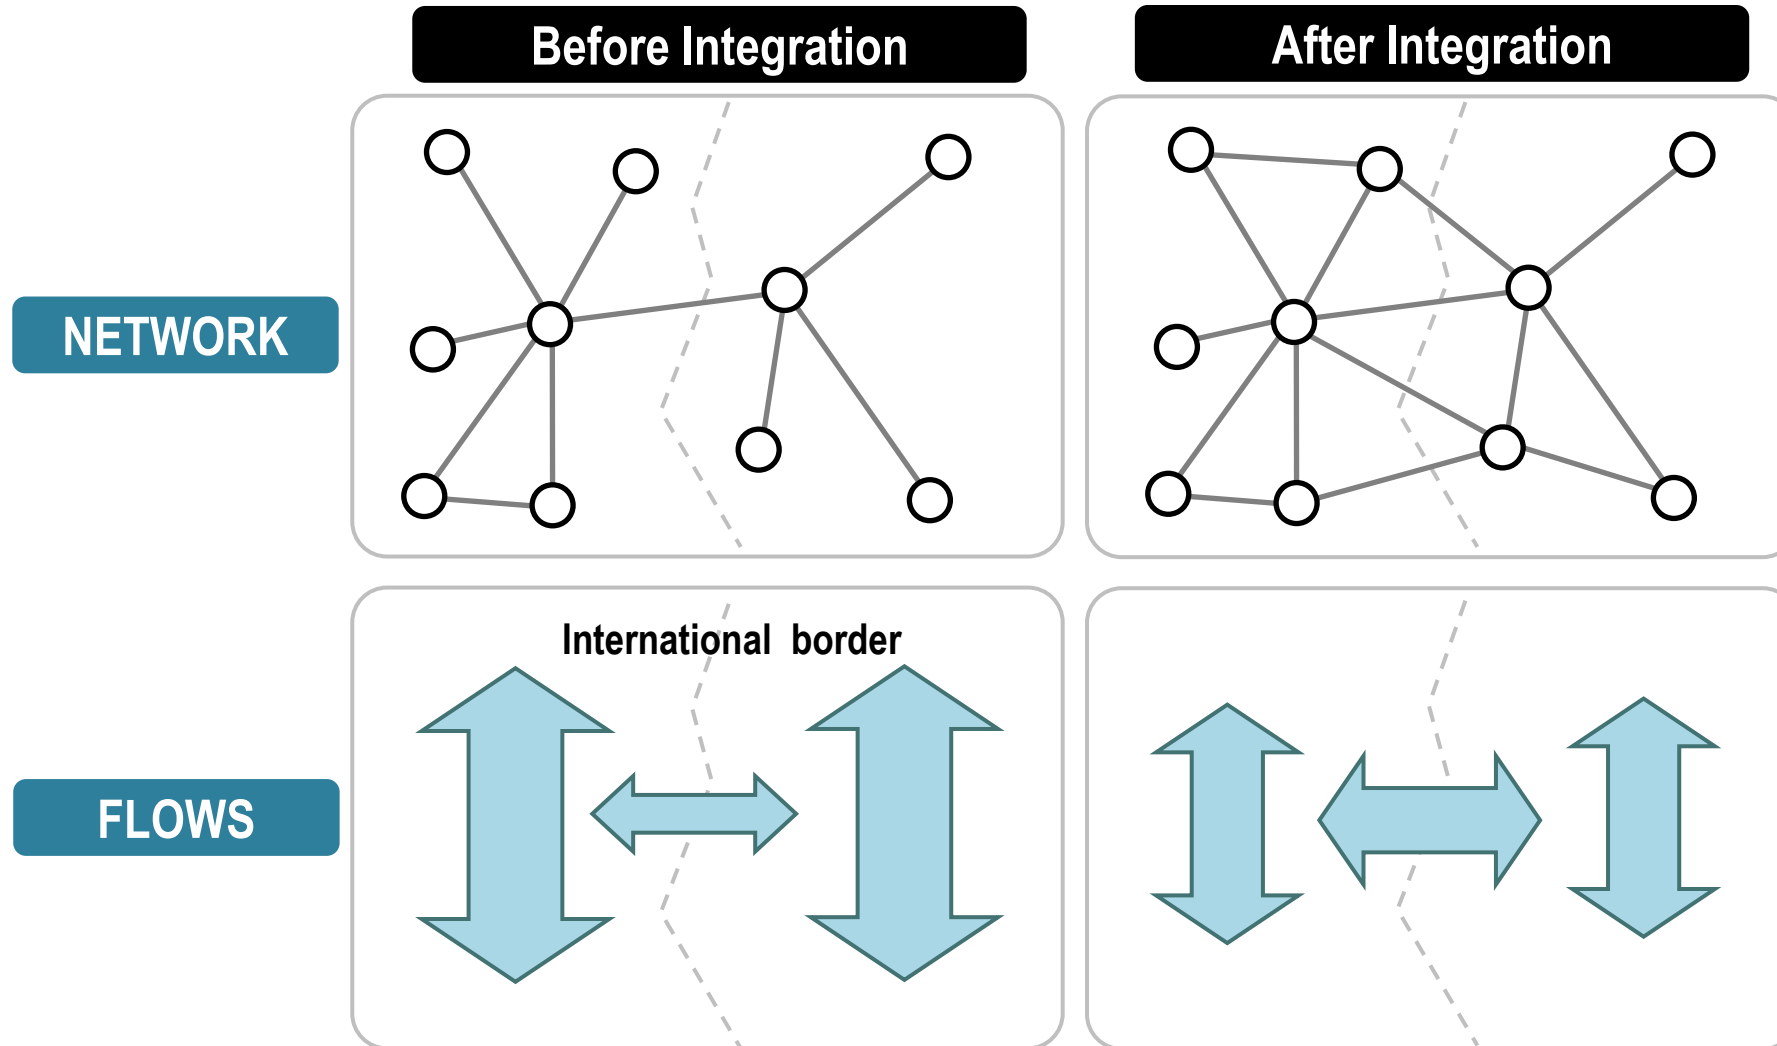 Before Integration
After Integration
NETWORK
International border
FLOWS